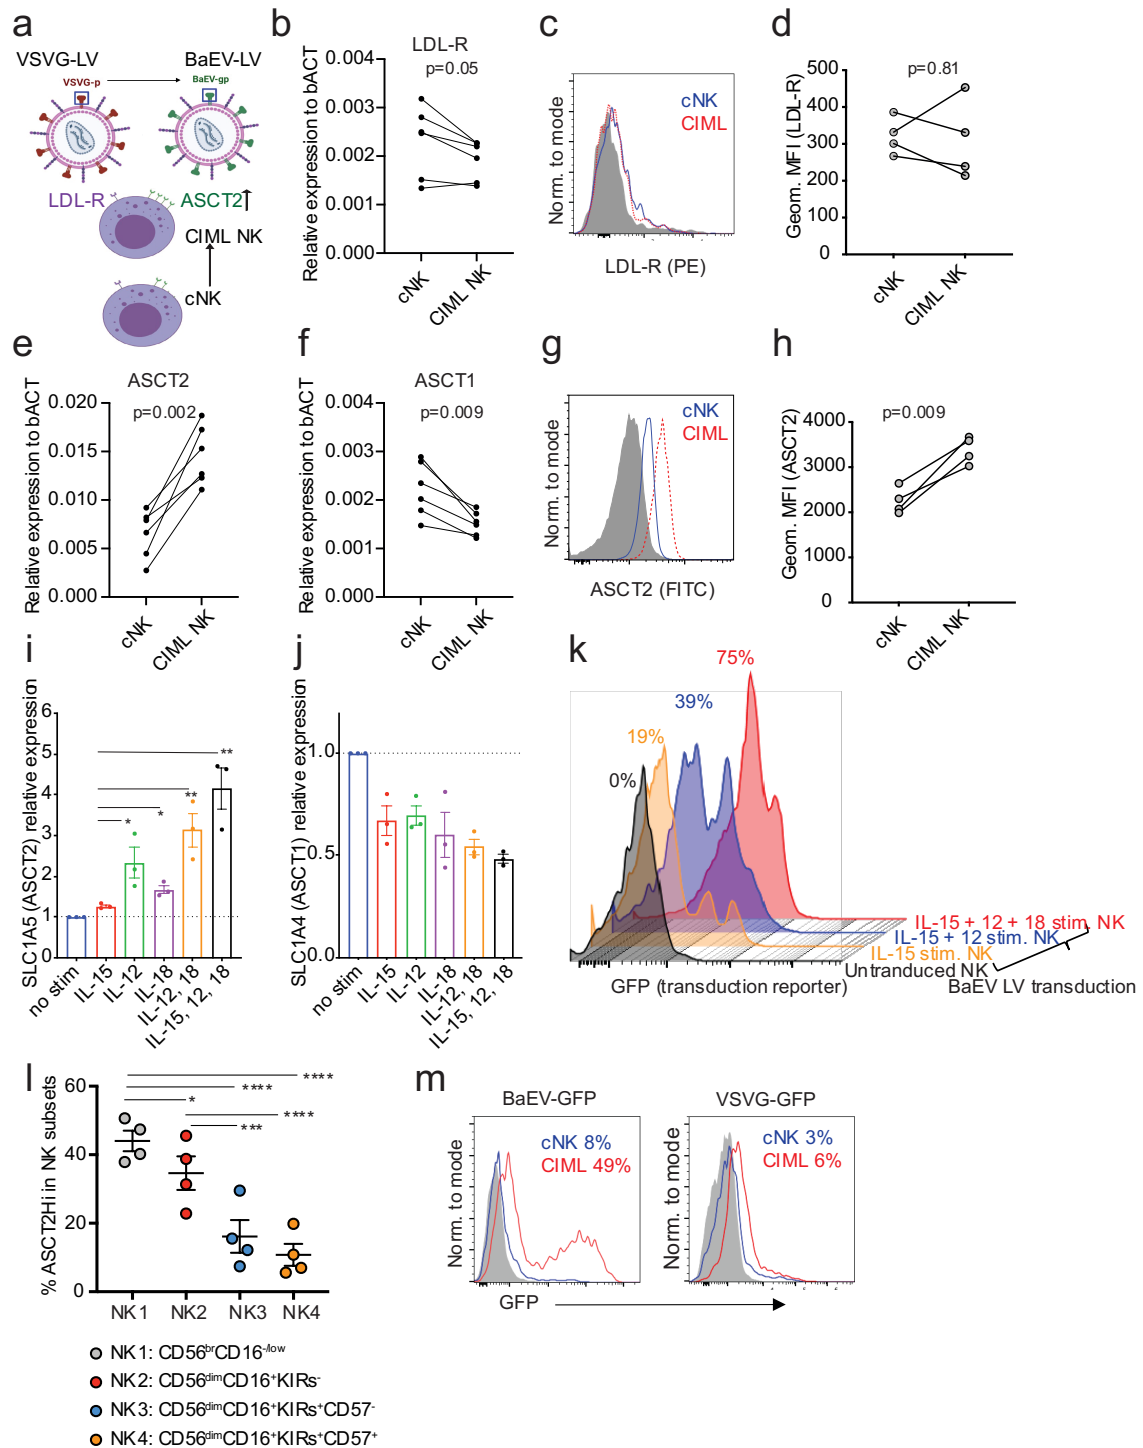 a
VSVG-LV
BaEV-LV
VSVG-p
BaEV-gp
LDL-R
ASCT2
CIML NK
cNK
b
LDL-R
p=0.05
Relative expression to bACT
0.004
0.003
0.002
0.001
0.000
cNK
CIML NK
c
cNK
CIML
Norm. to mode
LDL-R (PE)
d
p=0.81
Geom. MFI (LDL-R)
500
400
300
200
100
0
cNK
CIML NK
e
ASCT2
p=0.002
Relative expression to bACT
0.020
0.015
0.010
0.005
0.000
cNK
CIML NK
f
ASCT1
p=0.009
Relative expression to bACT
0.004
0.003
0.002
0.001
0.000
cNK
CIML NK
g
cNK
CIML
Norm. to mode
ASCT2 (FITC)
h
p=0.009
Geom. MFI (ASCT2)
4000
3000
2000
1000
0
cNK
CIML NK
i
SLC1A5 (ASCT2) relative expression
6
5
4
3
2
1
0
**
**
*
*
no stim
IL-15
IL-12
IL-18
IL-12, 18
IL-15, 12, 18
j
SLC1A4 (ASCT1) relative expression
1.0
0.5
0.0
no stim
IL-15
IL-12
IL-18
IL-12, 18
IL-15, 12, 18
k
75%
39%
19%
0%
IL-15 + 12 + 18 stim. NK
IL-15 + 12 stim. NK
IL-15 stim. NK
Untranduced NK
GFP (transduction reporter)
BaEV LV transduction
l
% ASCT2Hi in NK subsets
60
40
20
0
****
****
*
****
***
NK1
NK2
NK3
NK4
NK1: CD56brCD16-/low
NK2: CD56dimCD16+KIRs-
NK3: CD56dimCD16+KIRs+CD57-
NK4: CD56dimCD16+KIRs+CD57+
m
BaEV-GFP
cNK 8%
CIML 49%
Norm. to mode
VSVG-GFP
cNK 3%
CIML 6%
Norm. to mode
GFP